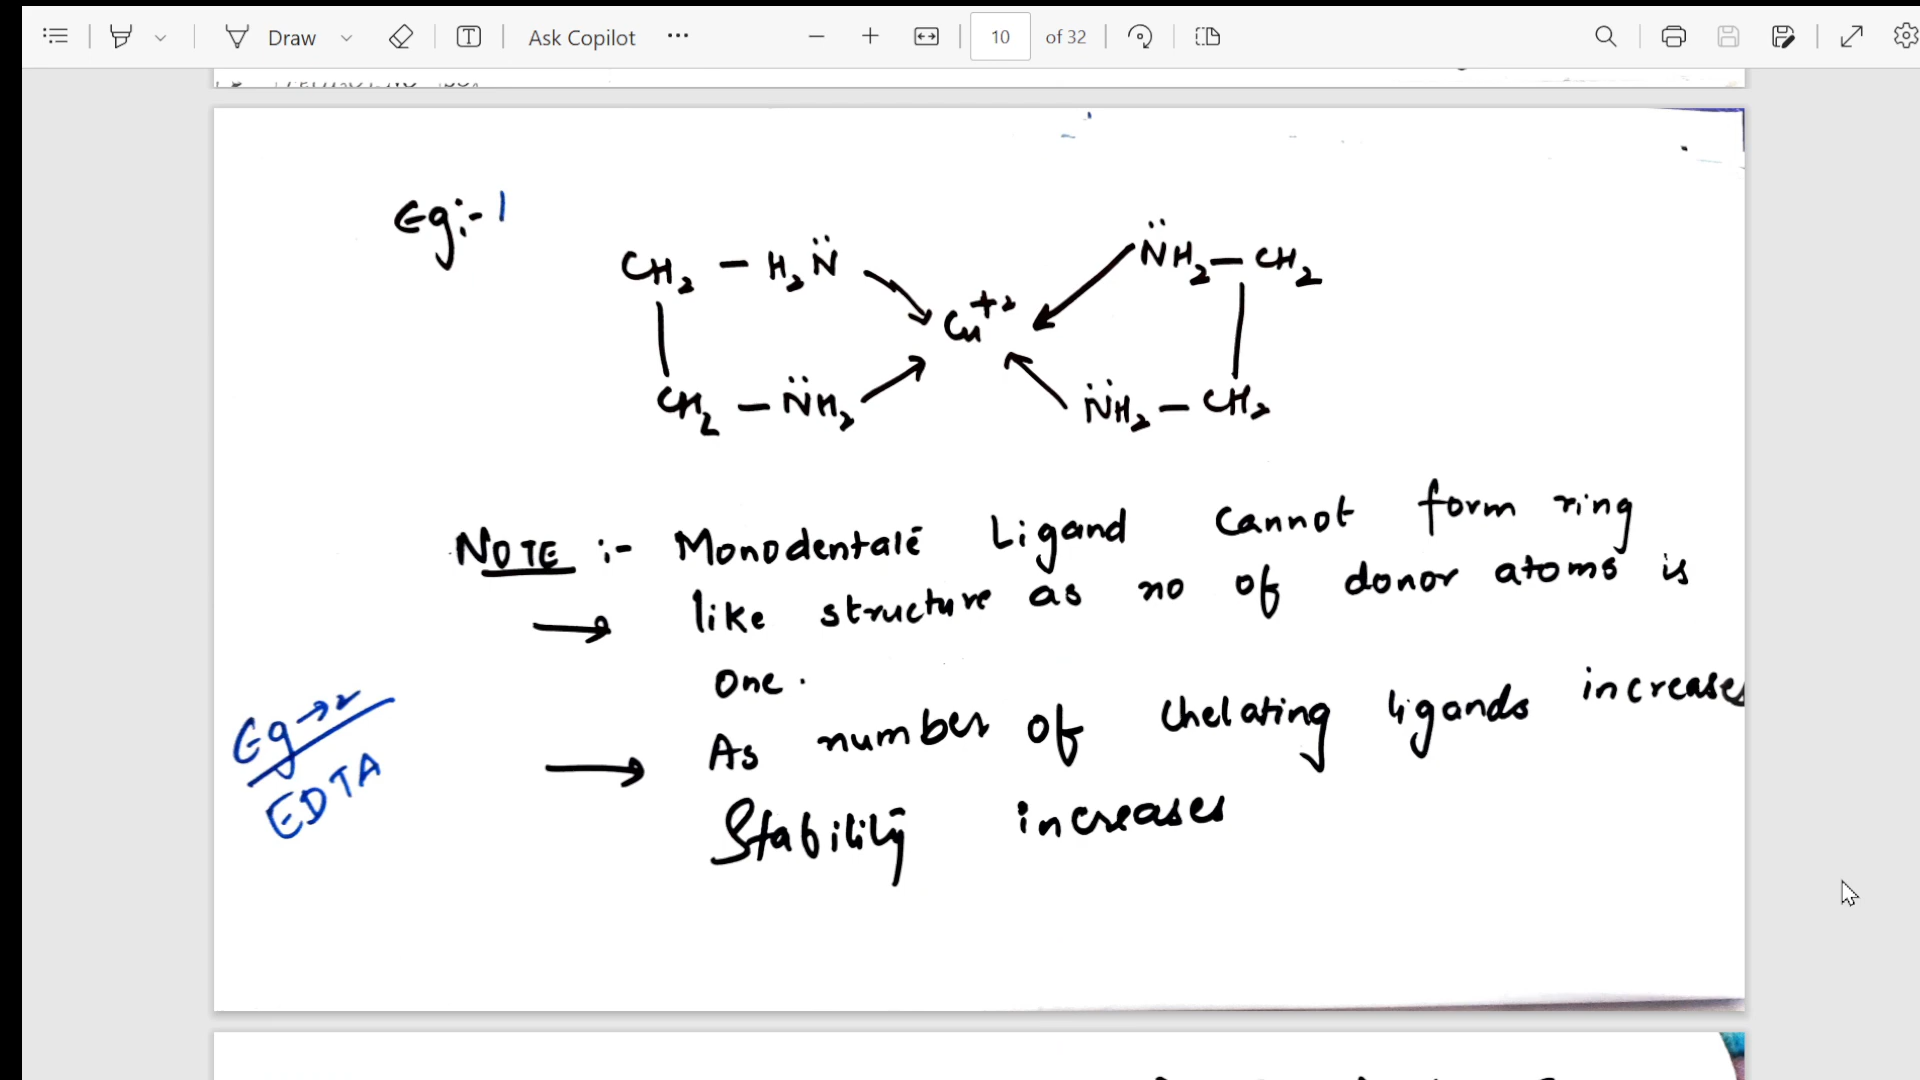 Draw
Ask Copilot
10 of 32
Eg:- 1
CH2 - H2N̈
N̈H2 - CH2
Cu+2
CH2 - N̈H2
N̈H2 - CH2
NOTE :- Monodentate Ligand cannot form ring
→ like structure as no of donor atoms is
one.
→ As number of chelating ligands increases
Stability increases
Eg→2
EDTA